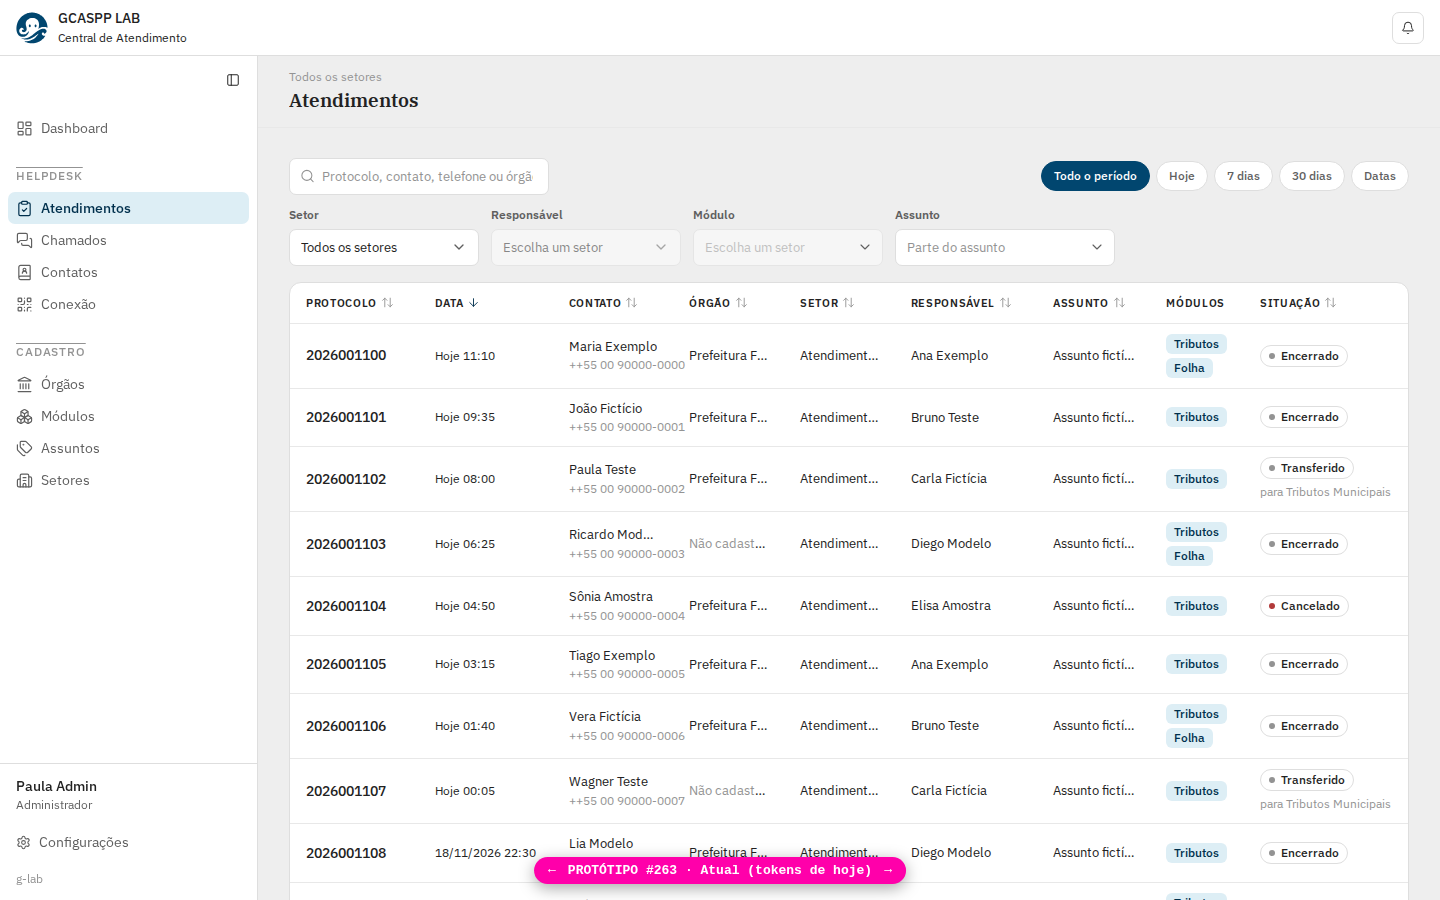 GCASPP LAB
Central de Atendimento
Dashboard
HELPDESK
Atendimentos
Chamados
Contatos
Conexão
CADASTRO
Órgãos
Módulos
Assuntos
Setores
Paula Admin
Administrador
Configurações
g-lab
Todos os setores
Atendimentos
Protocolo, contato, telefone ou órgã
Todo o período Hoje 7 dias 30 dias Datas
Setor Responsável Módulo Assunto
Todos os setores Escolha um setor Escolha um setor Parte do assunto
PROTOCOLO DATA CONTATO ÓRGÃO SETOR RESPONSÁVEL ASSUNTO MÓDULOS SITUAÇÃO
2026001100 Hoje 11:10 Maria Exemplo ++55 00 90000-0000 Prefeitura F... Atendiment... Ana Exemplo Assunto fictí... Tributos Folha Encerrado
2026001101 Hoje 09:35 João Fictício ++55 00 90000-0001 Prefeitura F... Atendiment... Bruno Teste Assunto fictí... Tributos Encerrado
2026001102 Hoje 08:00 Paula Teste ++55 00 90000-0002 Prefeitura F... Atendiment... Carla Fictícia Assunto fictí... Tributos Transferido para Tributos Municipais
2026001103 Hoje 06:25 Ricardo Mod... ++55 00 90000-0003 Não cadast... Atendiment... Diego Modelo Assunto fictí... Tributos Folha Encerrado
2026001104 Hoje 04:50 Sônia Amostra ++55 00 90000-0004 Prefeitura F... Atendiment... Elisa Amostra Assunto fictí... Tributos Cancelado
2026001105 Hoje 03:15 Tiago Exemplo ++55 00 90000-0005 Prefeitura F... Atendiment... Ana Exemplo Assunto fictí... Tributos Encerrado
2026001106 Hoje 01:40 Vera Fictícia ++55 00 90000-0006 Prefeitura F... Atendiment... Bruno Teste Assunto fictí... Tributos Folha Encerrado
2026001107 Hoje 00:05 Wagner Teste ++55 00 90000-0007 Não cadast... Atendiment... Carla Fictícia Assunto fictí... Tributos Transferido para Tributos Municipais
2026001108 18/11/2026 22:30 Lia Modelo Prefeitura F... Atendiment... Diego Modelo Assunto fictí... Tributos Encerrado
← PROTÓTIPO #263 · Atual (tokens de hoje) →